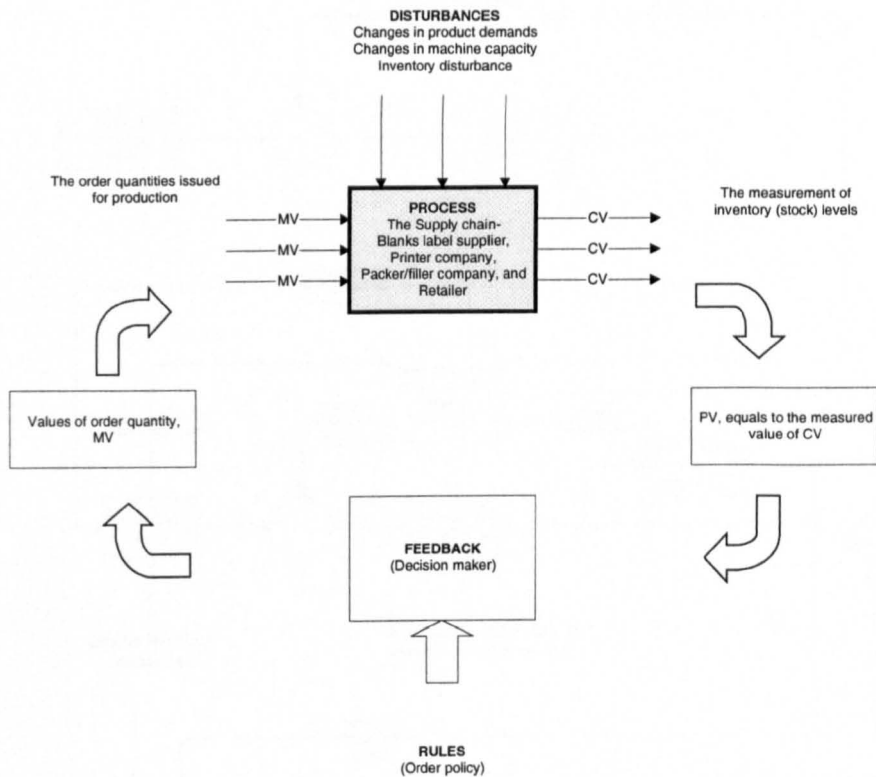 DISTURBANCES
Changes in product demands
Changes in machine capacity
Inventory disturbance
The order quantities issued
for production
MV
MV
MV
PROCESS
The Supply chain-
Blanks label supplier,
Printer company,
Packer/filler company, and
Retailer
CV
CV
CV
The measurement of
inventory (stock) levels
Values of order quantity,
MV
PV, equals to the measured
value of CV
FEEDBACK
(Decision maker)
RULES
(Order policy)